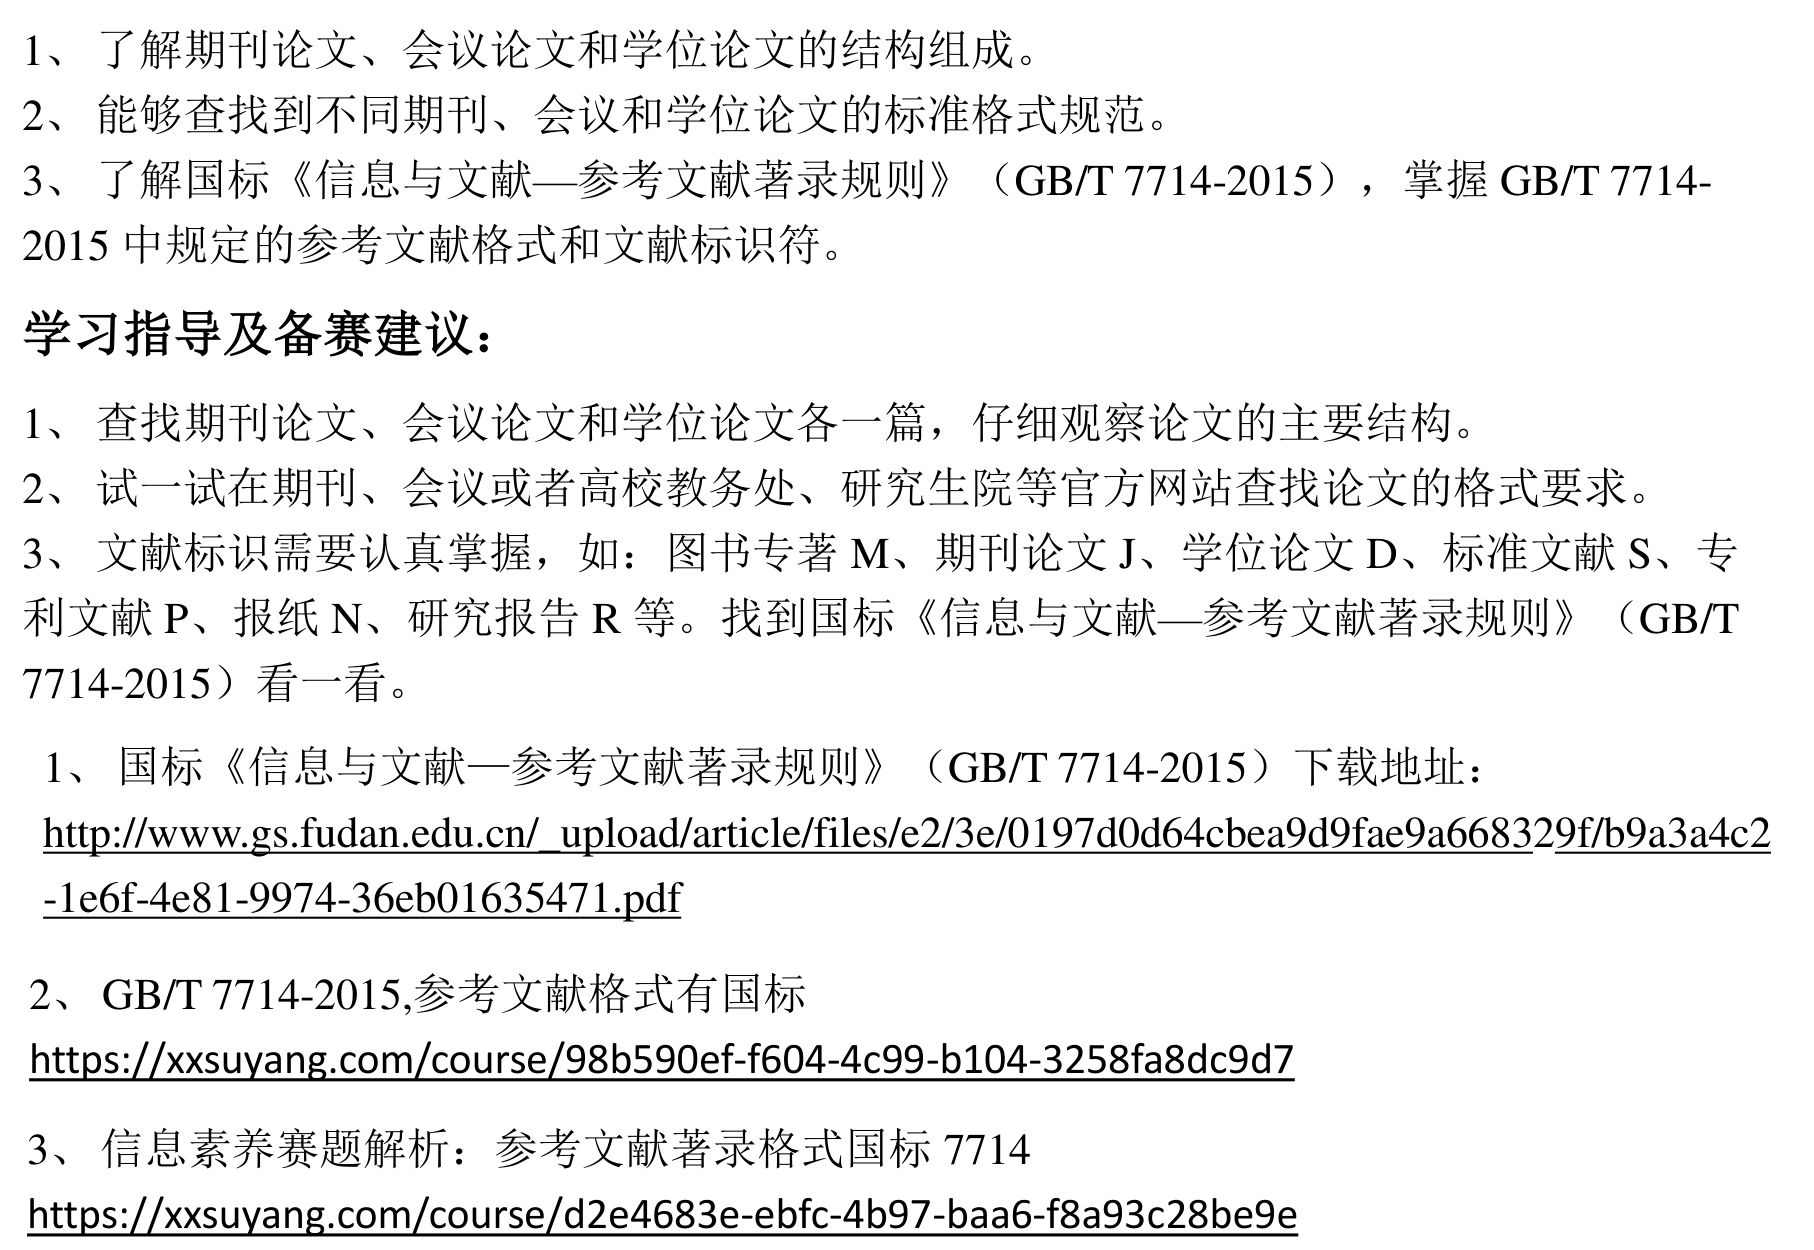 1、 了解期刊论文、会议论文和学位论文的结构组成。
2、 能够查找到不同期刊、会议和学位论文的标准格式规范。
3、 了解国标《信息与文献—参考文献著录规则》（GB/T 7714-2015），掌握 GB/T 7714-
2015 中规定的参考文献格式和文献标识符。
学习指导及备赛建议：
1、 查找期刊论文、会议论文和学位论文各一篇，仔细观察论文的主要结构。
2、 试一试在期刊、会议或者高校教务处、研究生院等官方网站查找论文的格式要求。
3、 文献标识需要认真掌握，如：图书专著 M、期刊论文 J、学位论文 D、标准文献 S、专
利文献 P、报纸 N、研究报告 R 等。找到国标《信息与文献—参考文献著录规则》（GB/T
7714-2015）看一看。
1、 国标《信息与文献—参考文献著录规则》（GB/T 7714-2015）下载地址：
http://www.gs.fudan.edu.cn/_upload/article/files/e2/3e/0197d0d64cbea9d9fae9a668329f/b9a3a4c2
-1e6f-4e81-9974-36eb01635471.pdf
2、 GB/T 7714-2015,参考文献格式有国标
https://xxsuyang.com/course/98b590ef-f604-4c99-b104-3258fa8dc9d7
3、 信息素养赛题解析：参考文献著录格式国标 7714
https://xxsuyang.com/course/d2e4683e-ebfc-4b97-baa6-f8a93c28be9e